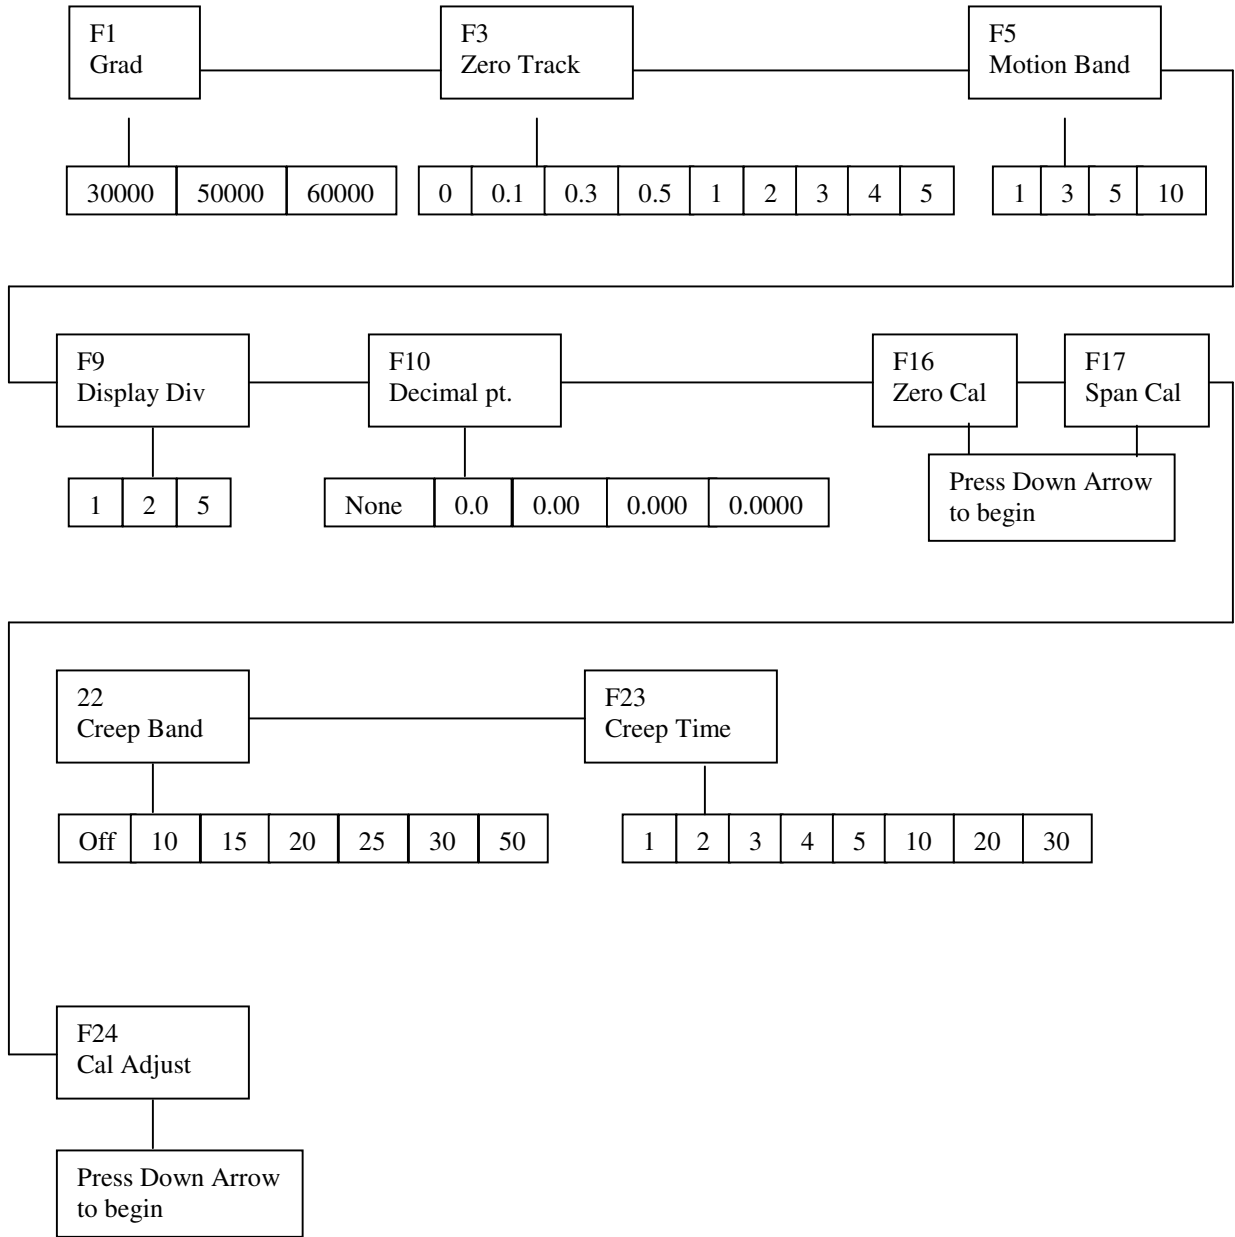 F1
Grad
F3
Zero Track
F5
Motion Band
30000 50000 60000
0 0.1 0.3 0.5 1 2 3 4 5
1 3 5 10
F9
Display Div
F10
Decimal pt.
F16
Zero Cal
F17
Span Cal
1 2 5
None 0.0 0.00 0.000 0.0000
Press Down Arrow
to begin
22
Creep Band
F23
Creep Time
Off 10 15 20 25 30 50
1 2 3 4 5 10 20 30
F24
Cal Adjust
Press Down Arrow
to begin